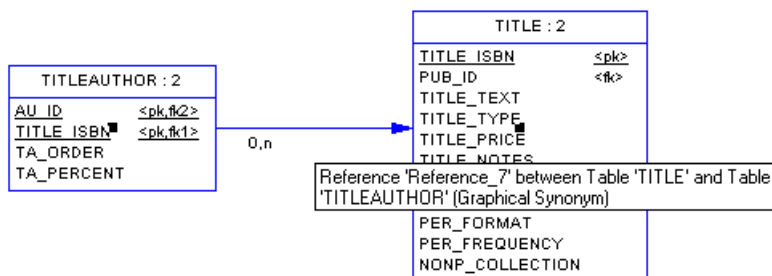 TITLEAUTHOR : 2
AU_ID <pk,fk2>
TITLE_ISBN <pk,fk1>
TA_ORDER
TA_PERCENT
0,n
TITLE : 2
TITLE_ISBN <pk>
PUB_ID <fk>
TITLE_TEXT
TITLE_TYPE
TITLE_PRICE
TITLE_NOTES
Reference 'Reference_7' between Table 'TITLE' and Table
'TITLEAUTHOR' (Graphical Synonym)
PER_FORMAT
PER_FREQUENCY
NONP_COLLECTION